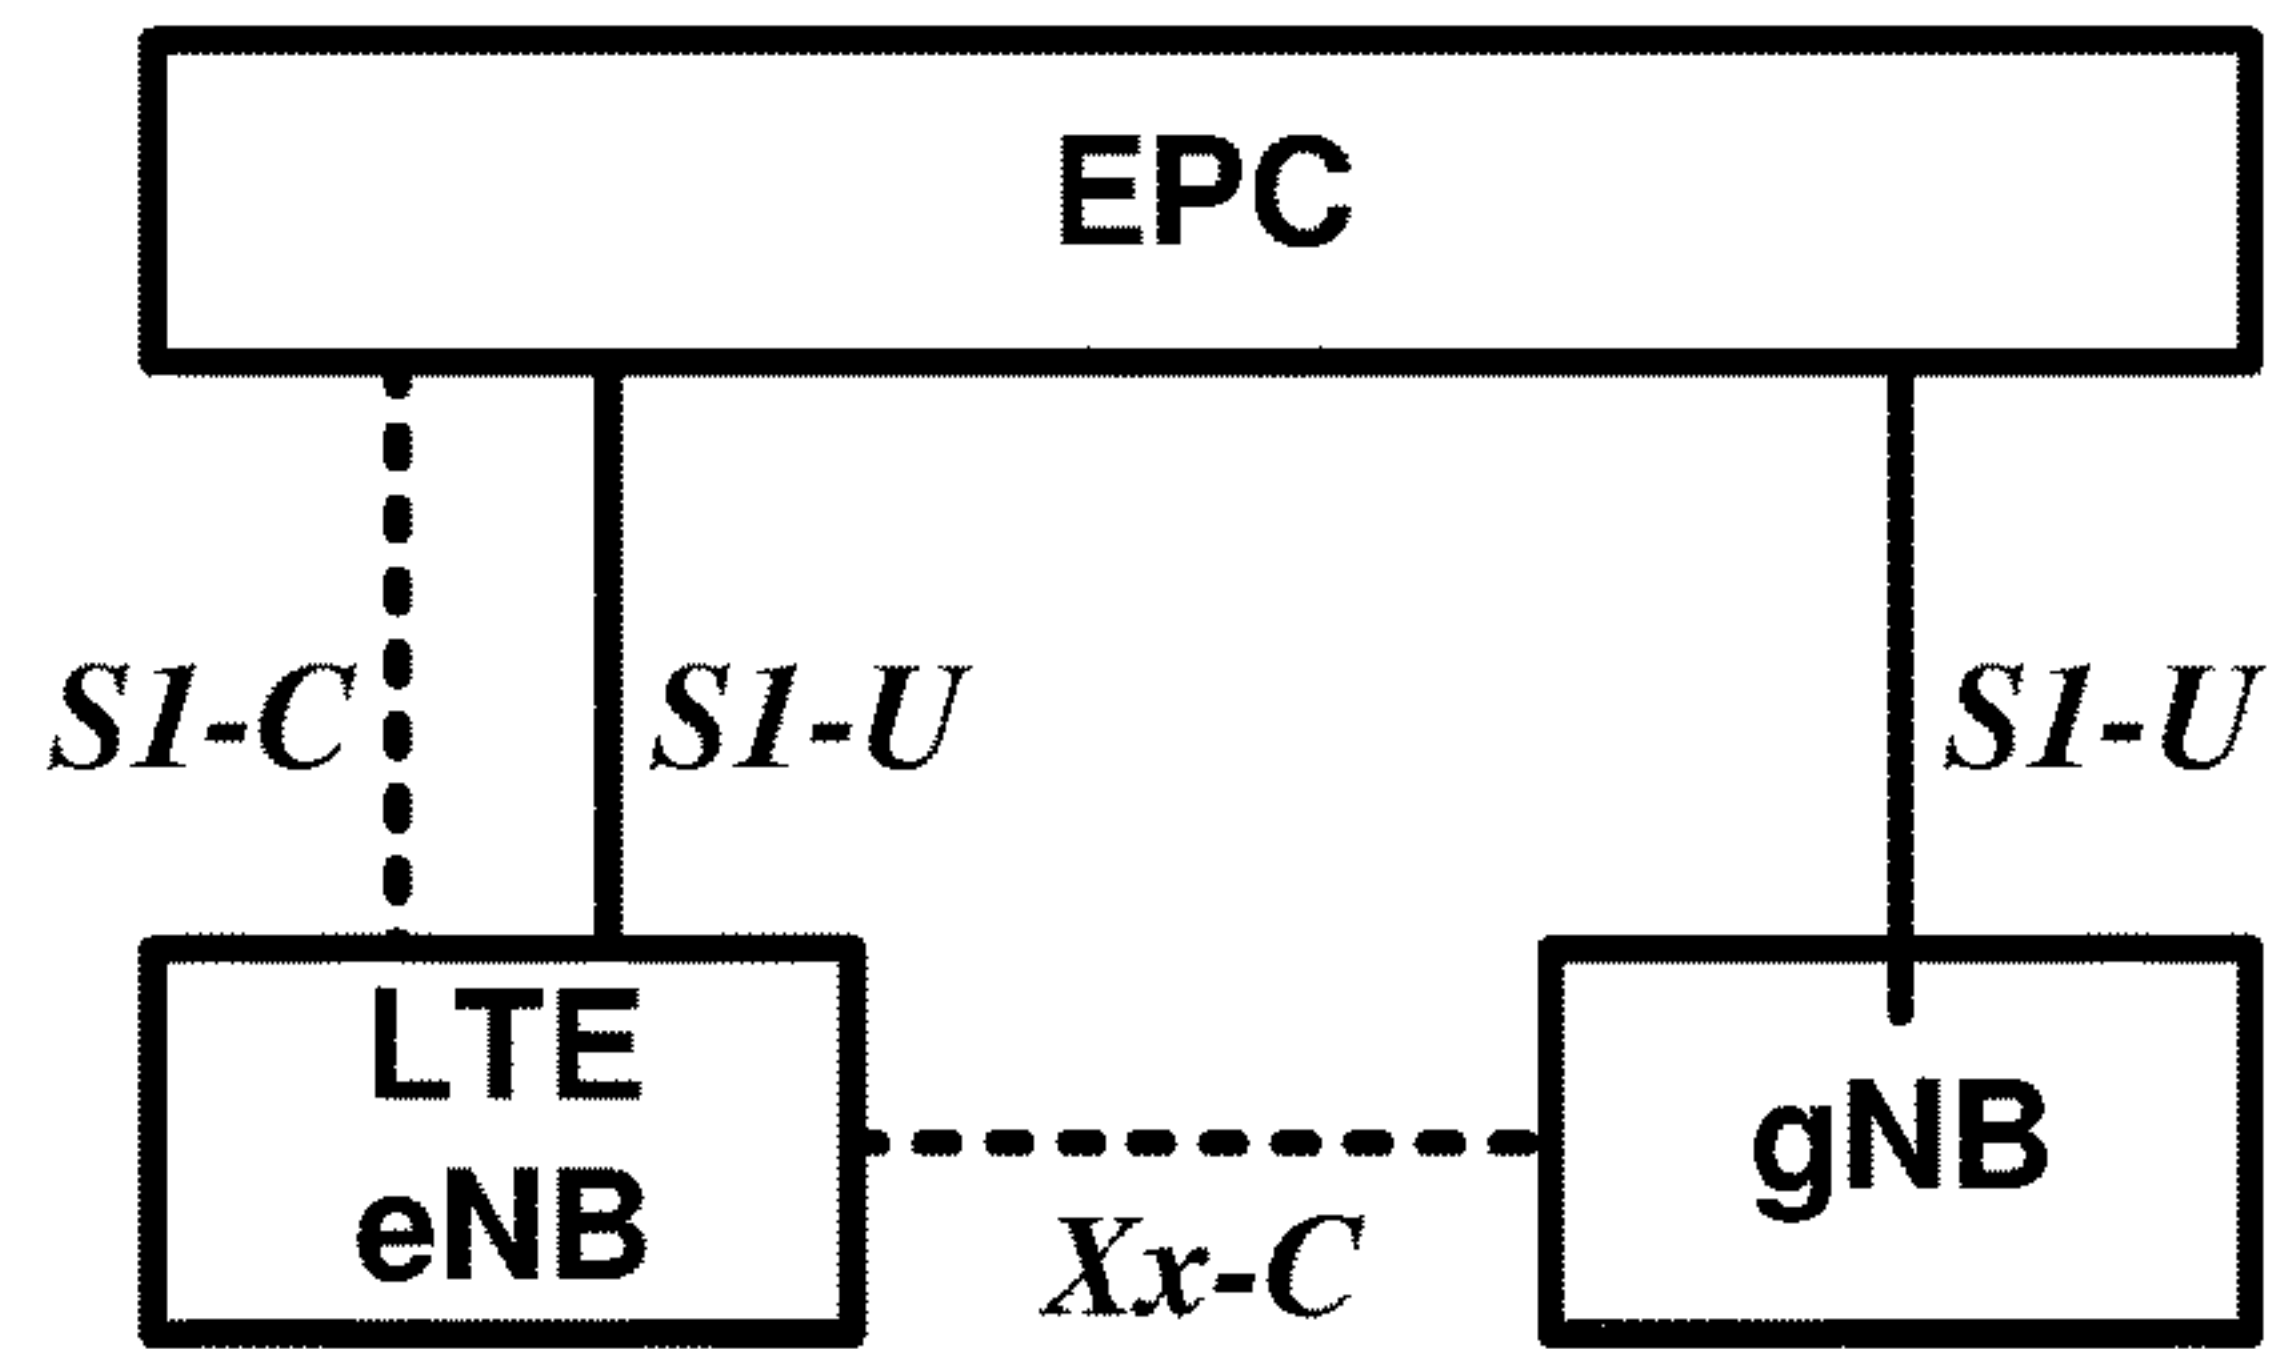 EPC
S1-C
S1-U
S1-U
LTE
eNB
gNB
Xx-C